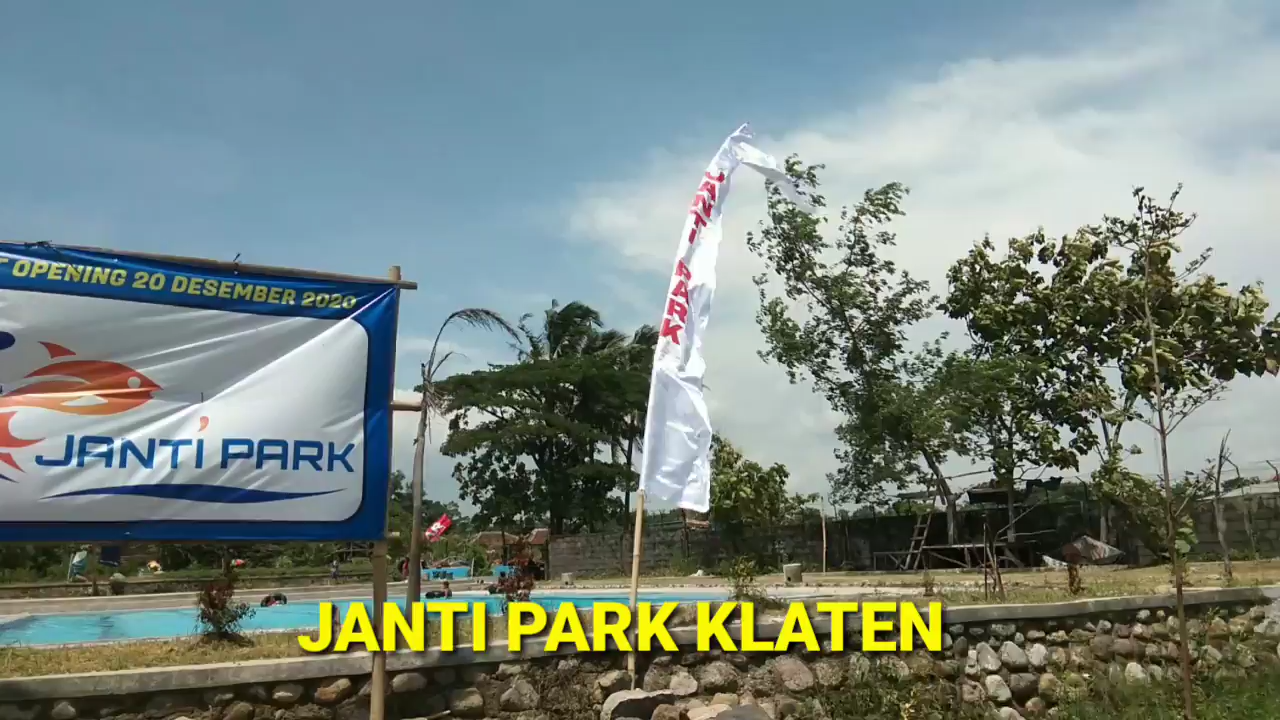 T OPENING 20 DESEMBER 2020
JANTI PARK
JANTI PARK
JANTI PARK KLATEN